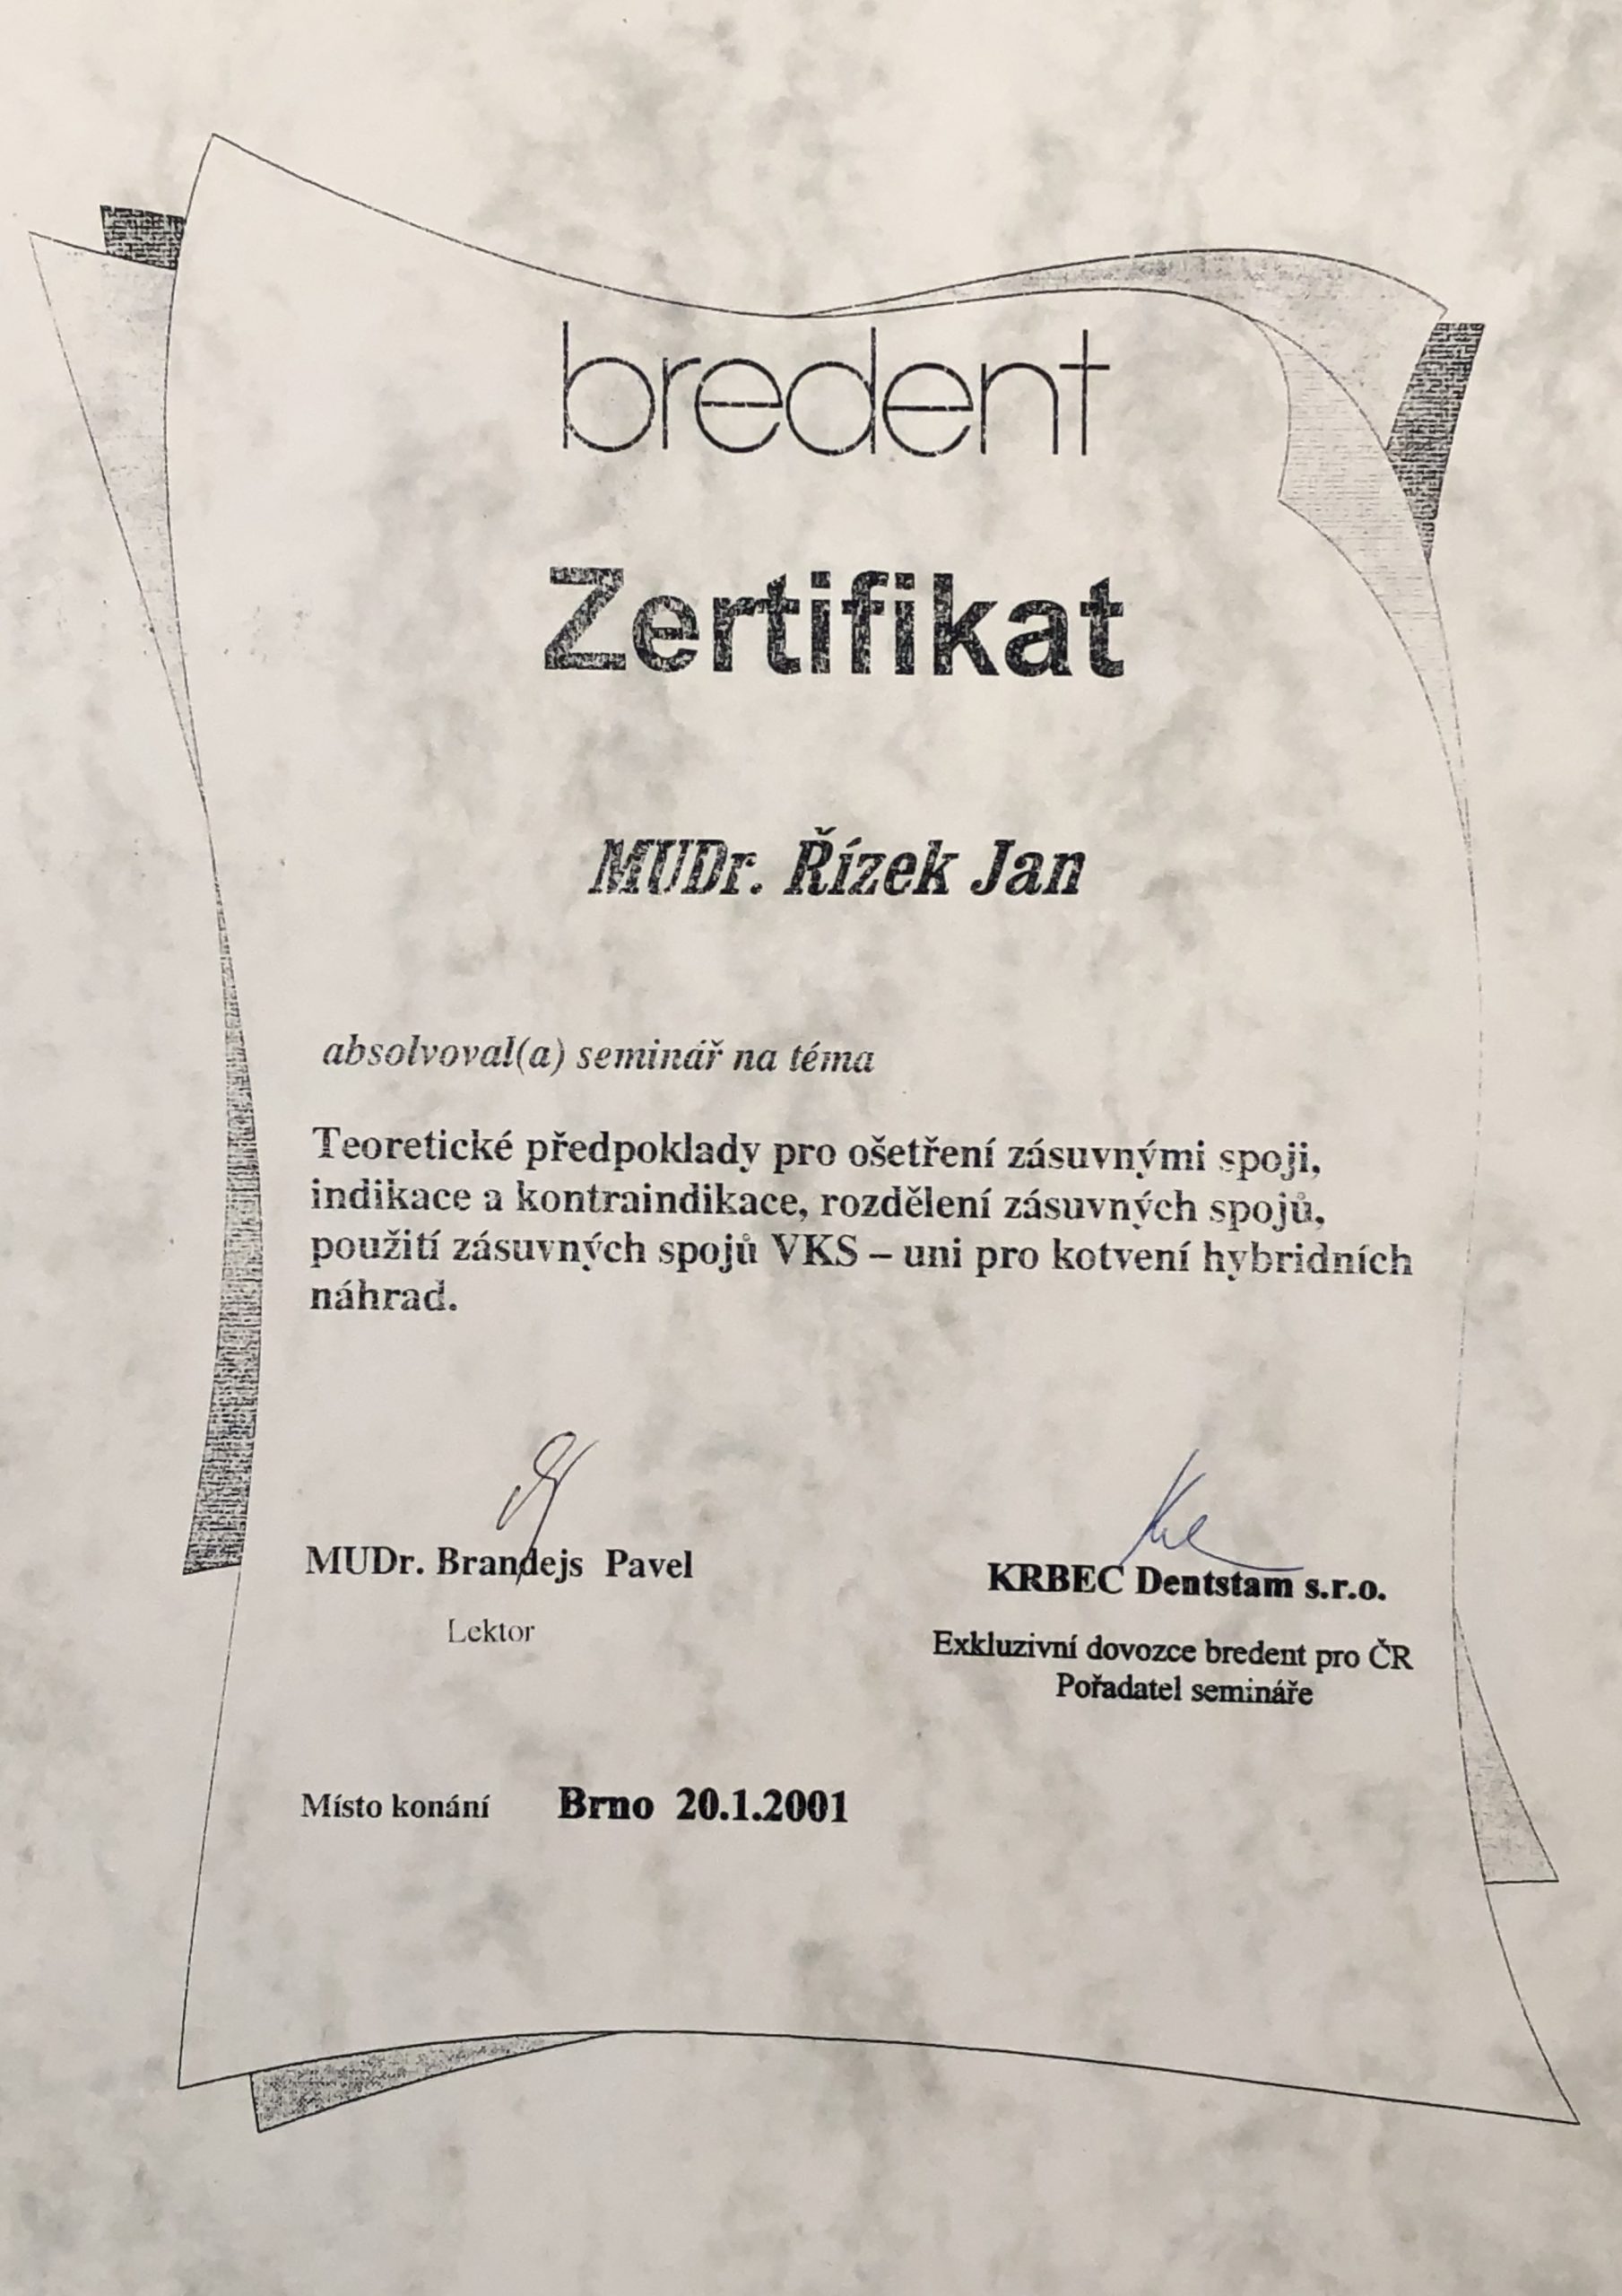 bredent
Zertifikat
MUDr. Řízek Jan
absolvoval(a) seminář na téma
Teoretické předpoklady pro ošetření zásuvnými spoji,
indikace a kontraindikace, rozdělení zásuvných spojů,
použití zásuvných spojů VKS – uni pro kotvení hybridních
náhrad.
MUDr. Brandejs Pavel
Lektor
KRBEC Dentstam s.r.o.
Exkluzivní dovozce bredent pro ČR
Pořadatel semináře
Místo konání Brno 20.1.2001